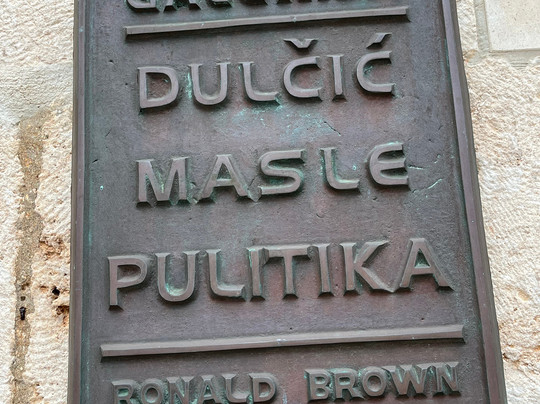 DULČIĆ
MASLE
PULITIKA
RONALD BROWN